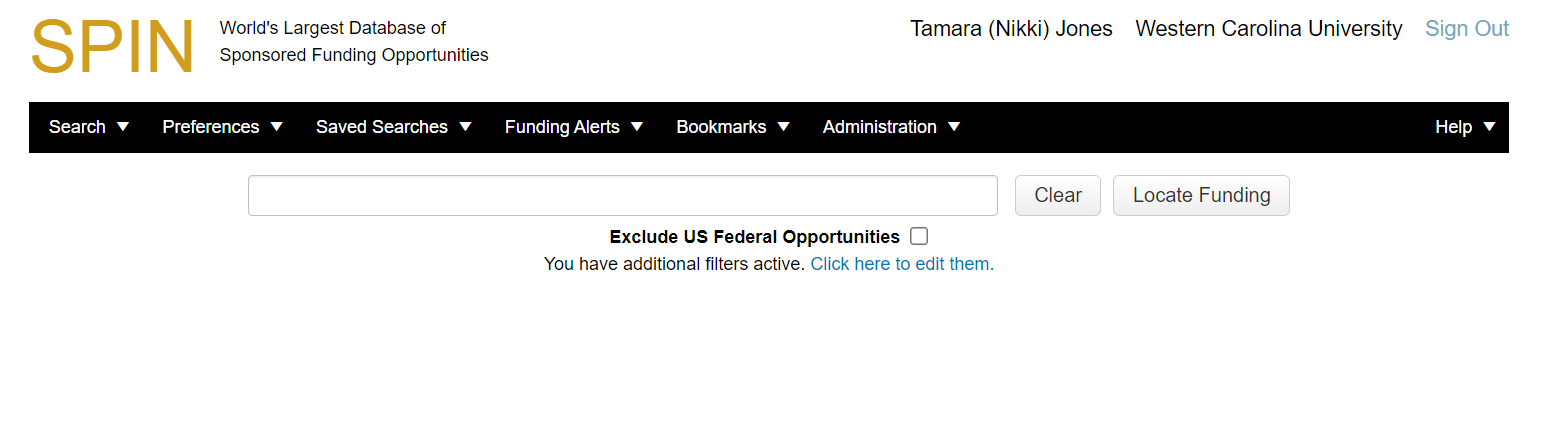 SPIN
World's Largest Database of
Sponsored Funding Opportunities
Tamara (Nikki) Jones Western Carolina University Sign Out
Search Preferences Saved Searches Funding Alerts Bookmarks Administration Help
Clear Locate Funding
Exclude US Federal Opportunities
You have additional filters active. Click here to edit them.